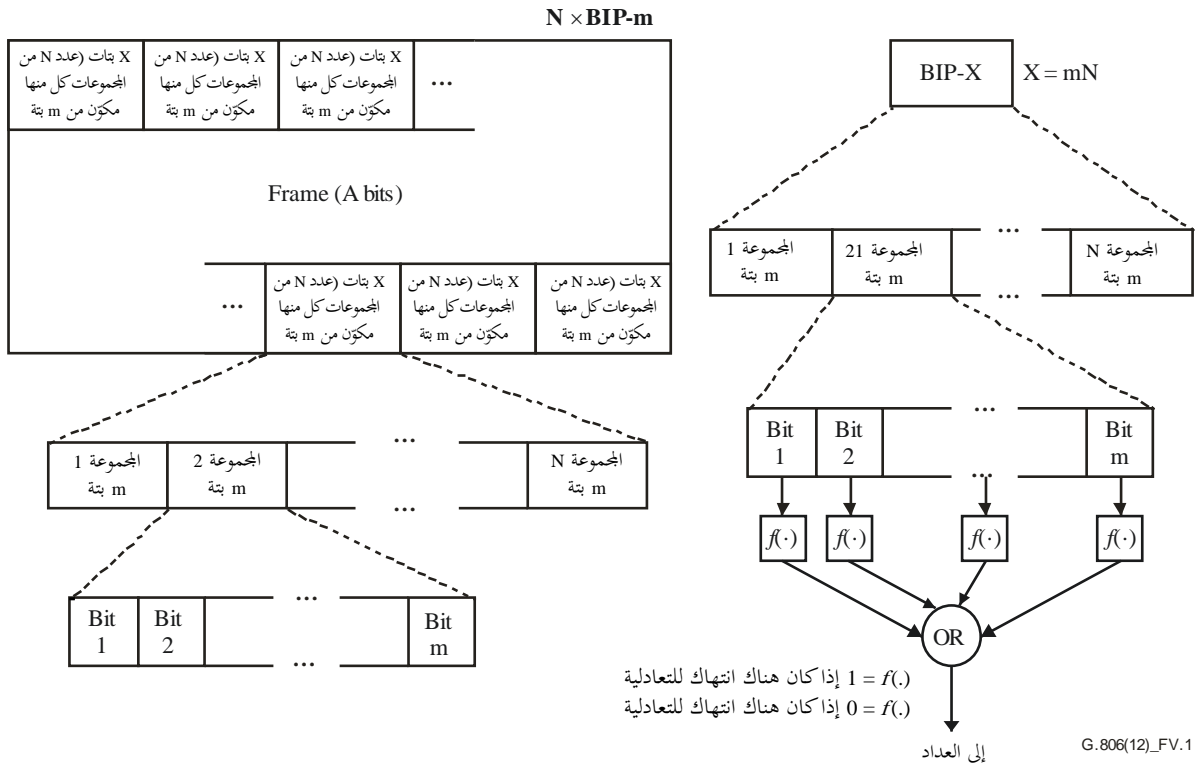 N × BIP-m
X بتات (عدد N من
المجموعات كل منها
مكوّن من m بتة
X بتات (عدد N من
المجموعات كل منها
مكوّن من m بتة
X بتات (عدد N من
المجموعات كل منها
مكوّن من m بتة
...
Frame (A bits)
...
X بتات (عدد N من
المجموعات كل منها
مكوّن من m بتة
X بتات (عدد N من
المجموعات كل منها
مكوّن من m بتة
X بتات (عدد N من
المجموعات كل منها
مكوّن من m بتة
المجموعة 1
m بتة
المجموعة 2
m بتة
...
...
المجموعة N
m بتة
Bit
1
Bit
2
...
...
Bit
m
BIP-X
X = mN
المجموعة 1
m بتة
المجموعة 21
m بتة
...
...
المجموعة N
m بتة
Bit
1
Bit
2
...
...
Bit
m
f(·)
f(·)
f(·)
f(·)
OR
f(.) = 1 إذا كان هناك انتهاك للتعادلية
f(.) = 0 إذا كان هناك انتهاك للتعادلية
إلى العداد
G.806(12)_FV.1